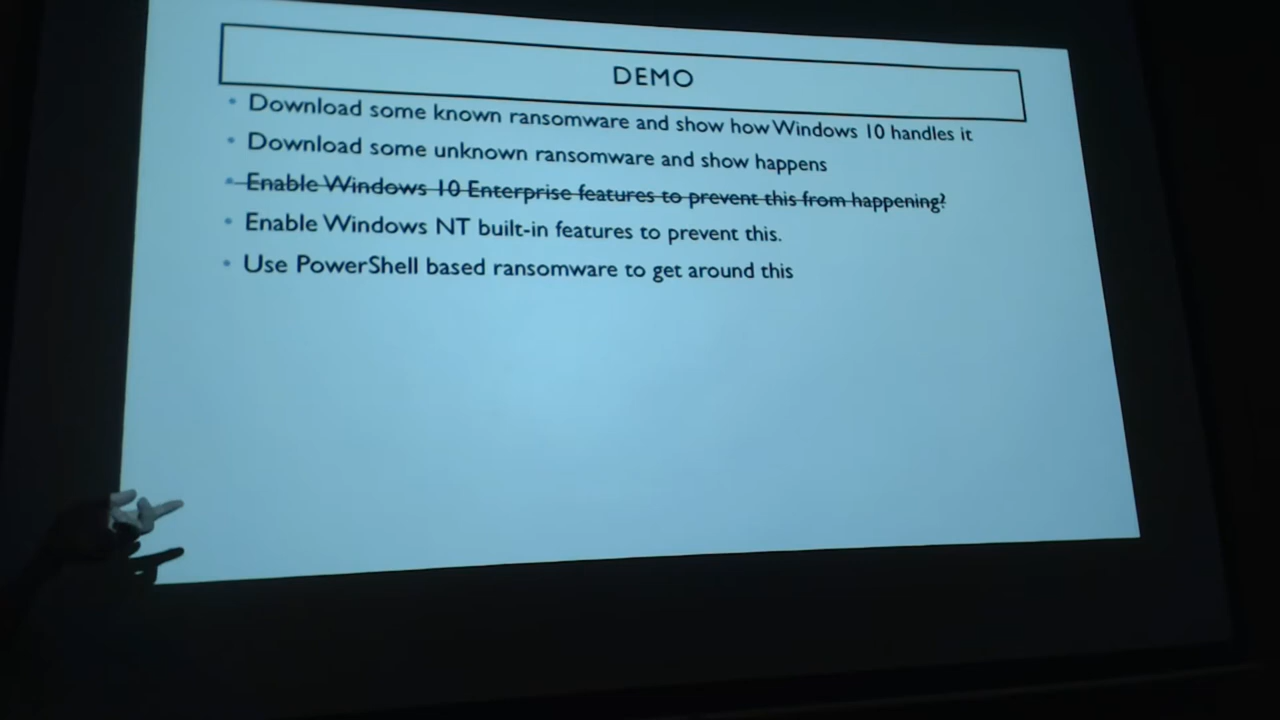 DEMO
• Download some known ransomware and show how Windows 10 handles it
• Download some unknown ransomware and show happens
• Enable Windows 10 Enterprise features to prevent this from happening?
• Enable Windows NT built-in features to prevent this.
• Use PowerShell based ransomware to get around this